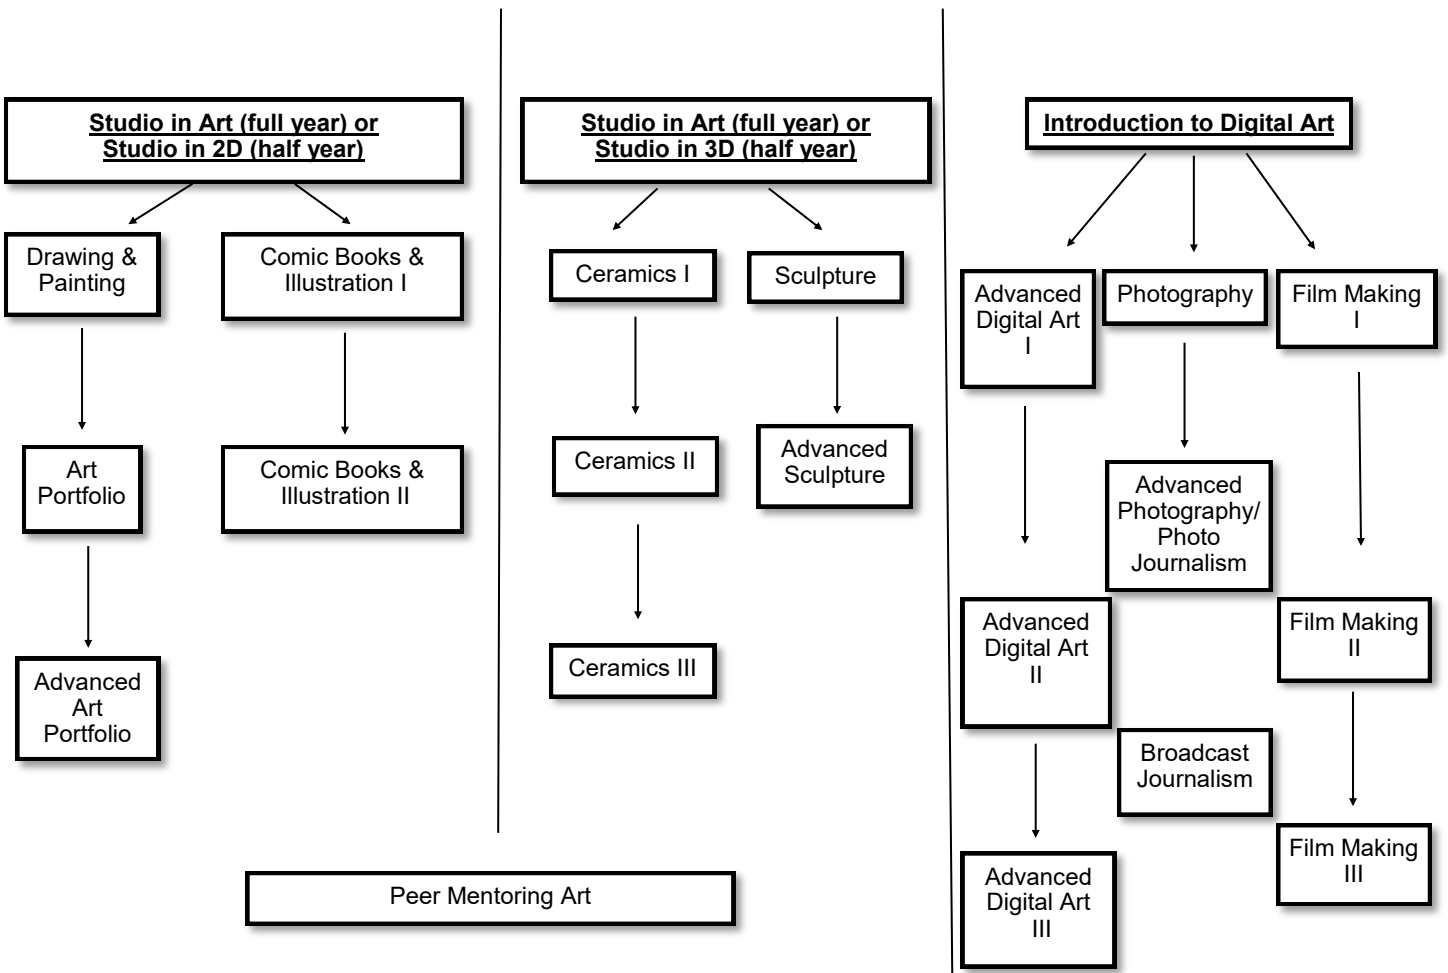 Studio in Art (full year) or
Studio in 2D (half year)
Drawing &
Painting
Comic Books &
Illustration I
Art
Portfolio
Comic Books &
Illustration II
Advanced
Art
Portfolio
Studio in Art (full year) or
Studio in 3D (half year)
Ceramics I
Sculpture
Ceramics II
Advanced
Sculpture
Ceramics III
Peer Mentoring Art
Introduction to Digital Art
Advanced
Digital Art
I
Photography
Film Making
I
Advanced
Photography/
Photo
Journalism
Advanced
Digital Art
II
Film Making
II
Broadcast
Journalism
Advanced
Digital Art
III
Film Making
III